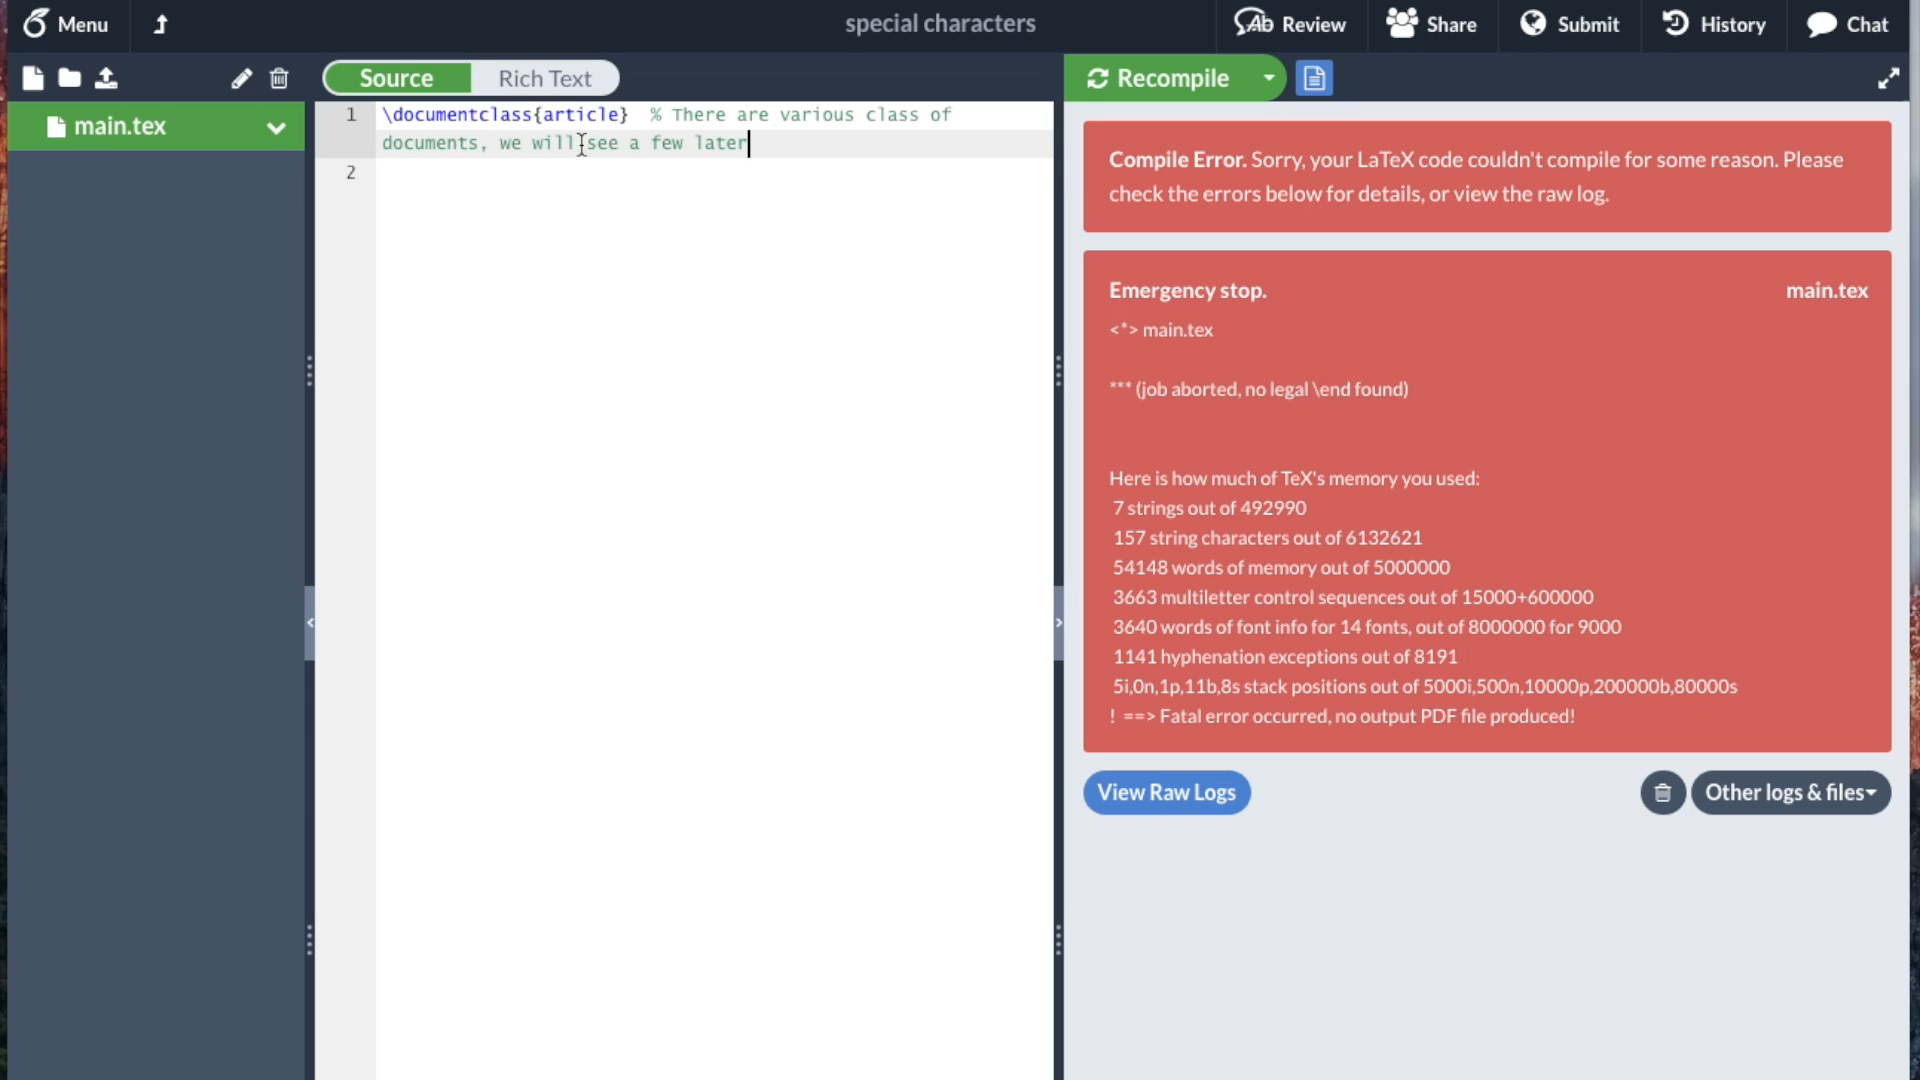 Menu
special characters
Review
Share
Submit
History
Chat
Source
Rich Text
Recompile
main.tex
1 \documentclass{article}  % There are various class of
documents, we will see a few later
2
Compile Error. Sorry, your LaTeX code couldn't compile for some reason. Please
check the errors below for details, or view the raw log.
Emergency stop.
main.tex
<*> main.tex
*** (job aborted, no legal \end found)
Here is how much of TeX's memory you used:
7 strings out of 492990
157 string characters out of 6132621
54148 words of memory out of 5000000
3663 multiletter control sequences out of 15000+600000
3640 words of font info for 14 fonts, out of 8000000 for 9000
1141 hyphenation exceptions out of 8191
5i,0n,1p,11b,8s stack positions out of 5000i,500n,10000p,200000b,80000s
! ==> Fatal error occurred, no output PDF file produced!
View Raw Logs
Other logs & files